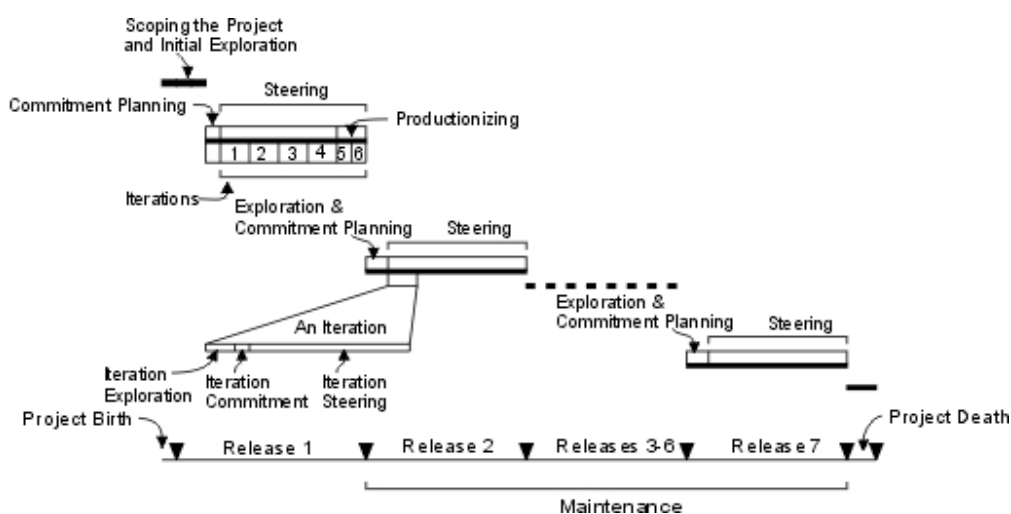 Scoping the Project
and Initial Exploration
Steering
Commitment Planning
Productionizing
1 2 3 4 5 6
Iterations
Exploration &
Commitment Planning
Steering
An Iteration
Exploration &
Commitment Planning
Steering
Iteration
Exploration
Iteration
Commitment
Iteration
Steering
Project Birth
Project Death
Release 1
Release 2
Releases 3-6
Release 7
Maintenance